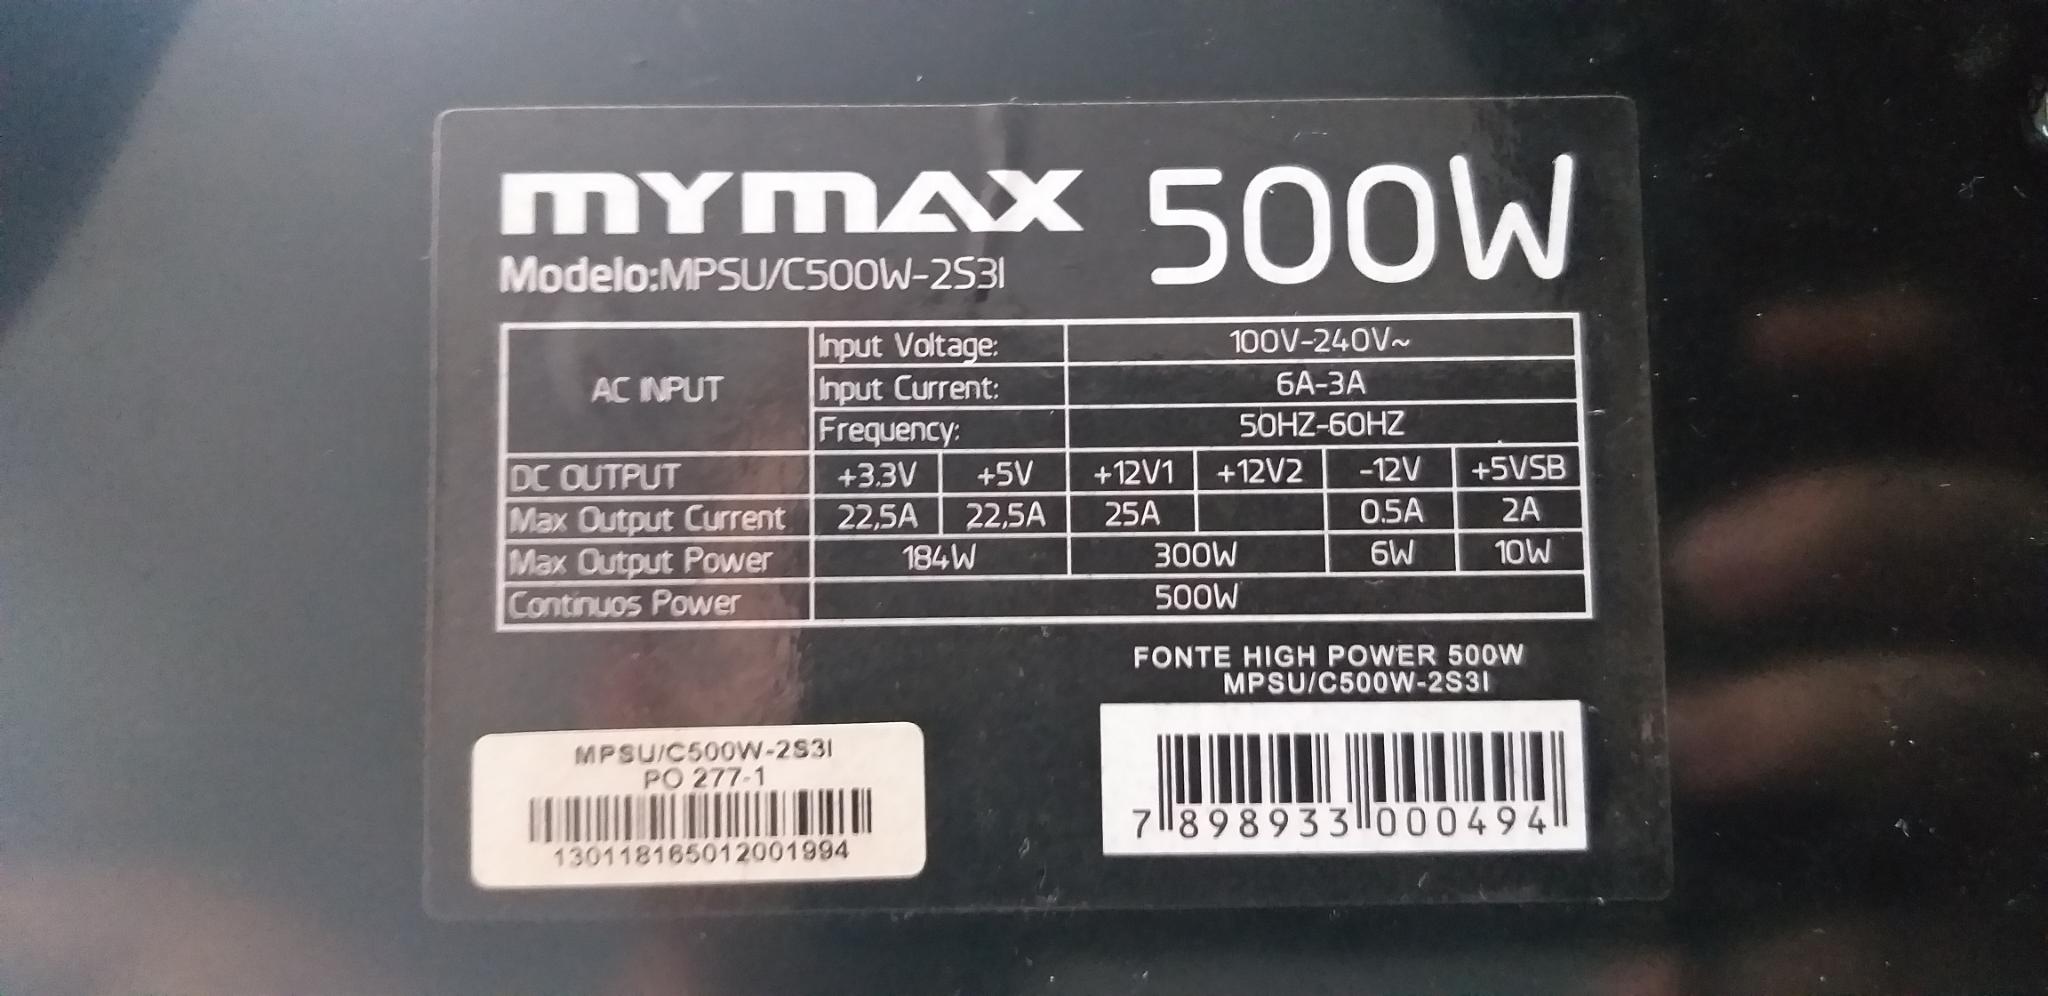 MYMAX 500W
Modelo:MPSU/C500W-2S3I
AC INPUT
Input Voltage: 100V-240V~
Input Current: 6A-3A
Frequency: 50HZ-60HZ
DC OUTPUT +3.3V +5V +12V1 +12V2 -12V +5VSB
Max Output Current 22,5A 22,5A 25A 0.5A 2A
Max Output Power 184W 300W 6W 10W
Continuos Power 500W
FONTE HIGH POWER 500W
MPSU/C500W-2S3I
7 898933 000494
MPSU/C500W-2S3I
PO 277-1
130118165012001994